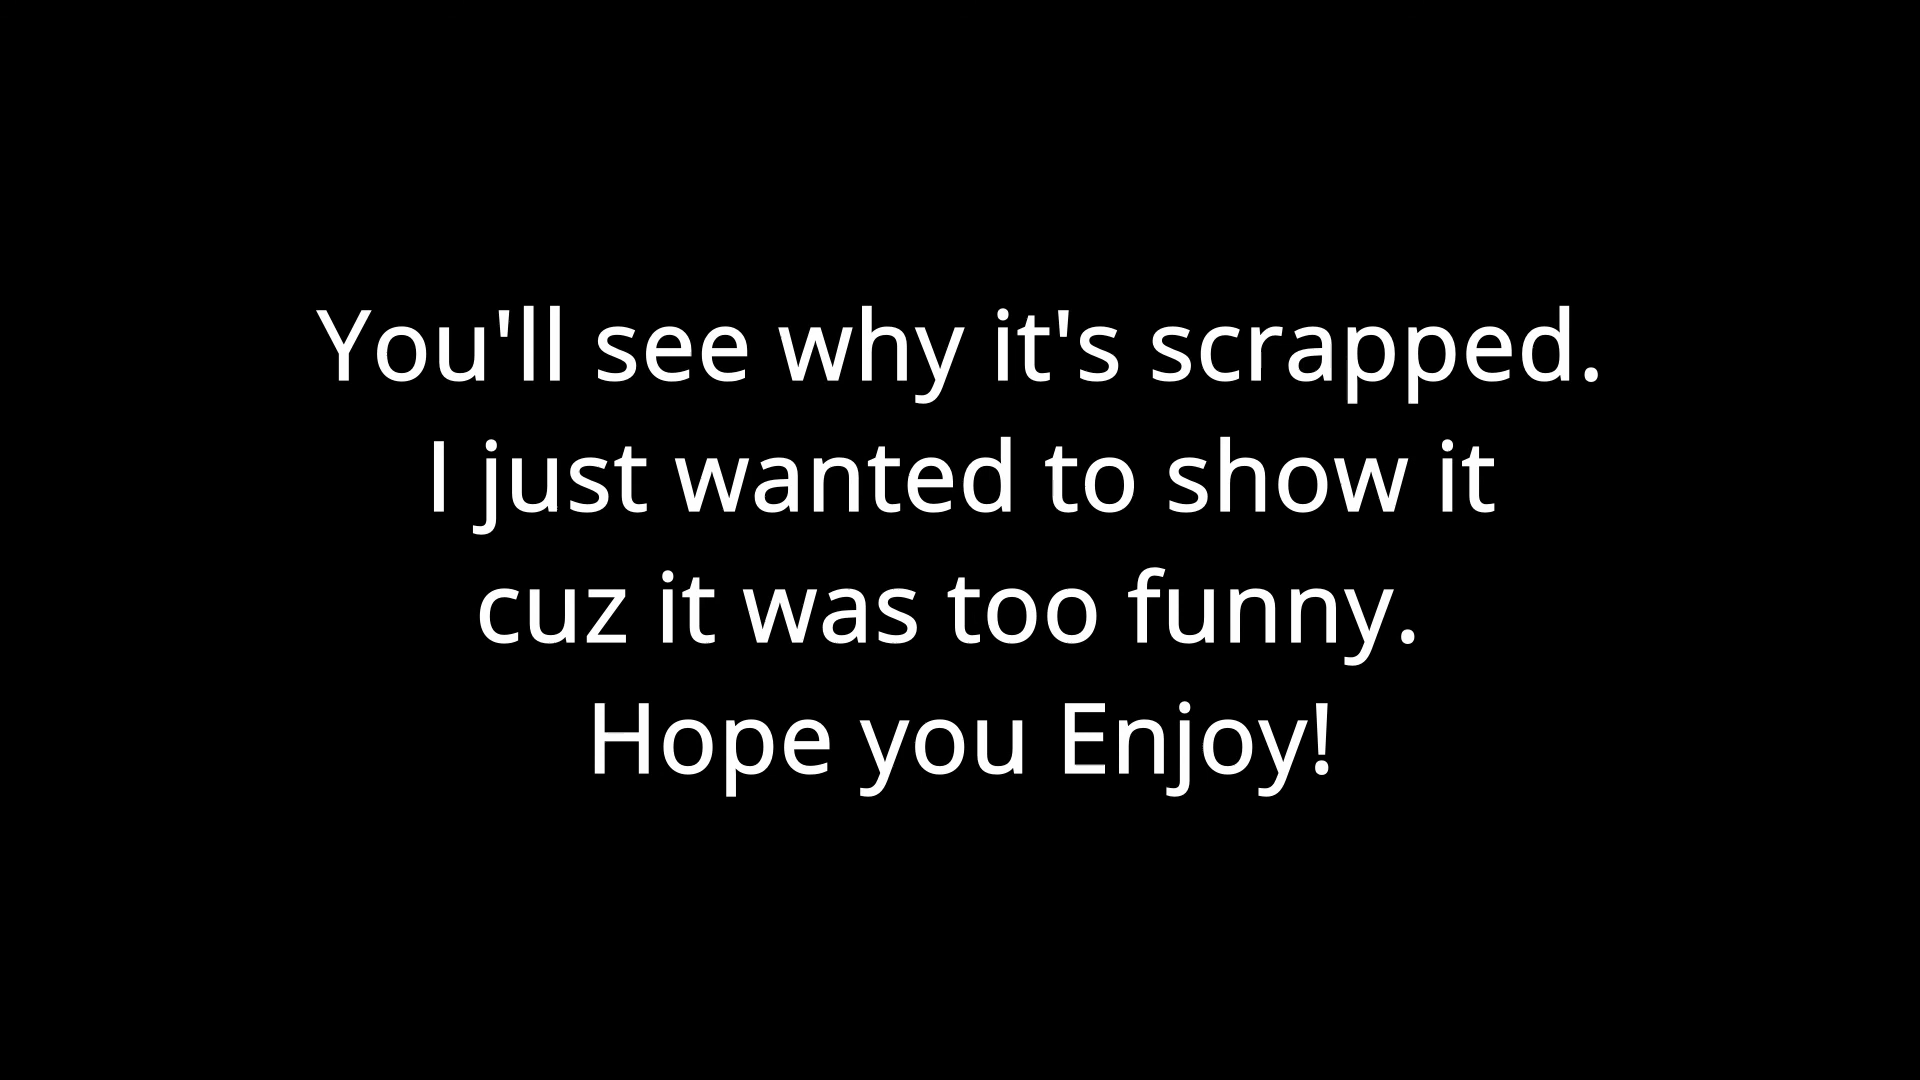 You'll see why it's scrapped.
I just wanted to show it
cuz it was too funny.
Hope you Enjoy!